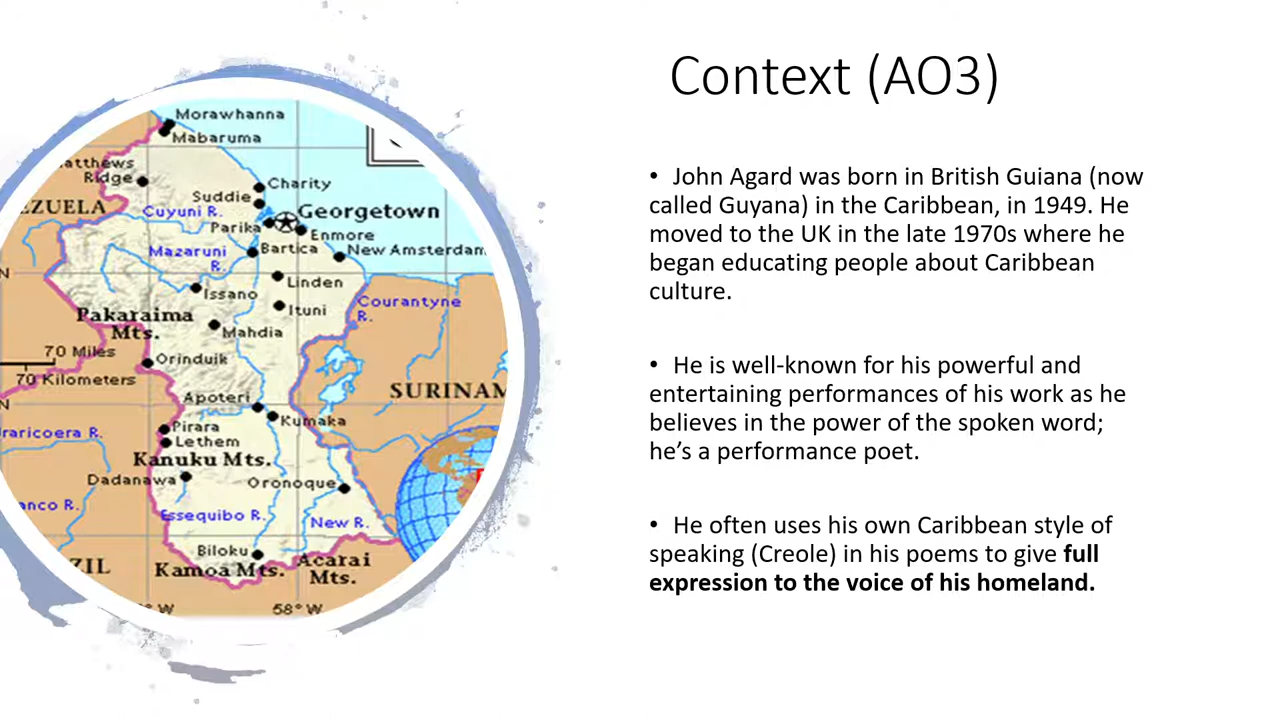 Context (AO3)
• John Agard was born in British Guiana (now
called Guyana) in the Caribbean, in 1949. He
moved to the UK in the late 1970s where he
began educating people about Caribbean
culture.
• He is well-known for his powerful and
entertaining performances of his work as he
believes in the power of the spoken word;
he's a performance poet.
• He often uses his own Caribbean style of
speaking (Creole) in his poems to give full
expression to the voice of his homeland.
Morawhanna
Mabaruma
atthews
Ridge
Charity
Suddie
EZUELA
Cuyuni R.
Georgetown
Parika
Enmore
Bartica
New Amsterdam
Mazaruni
R.
N
Linden
Issano
Ituni
Courantyne
R.
Pakaraima
Mts.
Mahdia
70 Miles
Orinduik
70 Kilometers
SURINAM
Apoteri
N
Kumaka
Pirara
raricoera R.
Lethem
Kanuku Mts.
Dadanawa
Oronoque
anco R.
Essequibo R.
New R.
Biloku
Acarai
Mts.
ZIL
Kamoa Mts.
° W
58° W